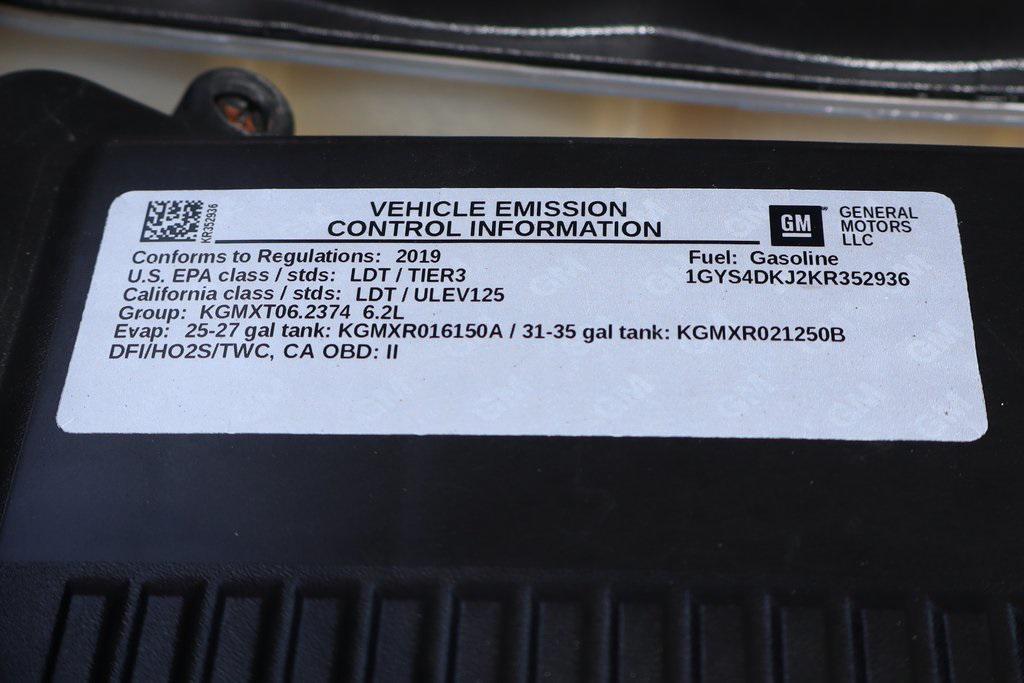 KR352936
VEHICLE EMISSION
CONTROL INFORMATION
GM
GENERAL
MOTORS
LLC
Conforms to Regulations: 2019
Fuel: Gasoline
U.S. EPA class / stds: LDT / TIER3
1GYS4DKJ2KR352936
California class / stds: LDT / ULEV125
Group: KGMXT06.2374 6.2L
Evap: 25-27 gal tank: KGMXR016150A / 31-35 gal tank: KGMXR021250B
DFI/HO2S/TWC, CA OBD: II